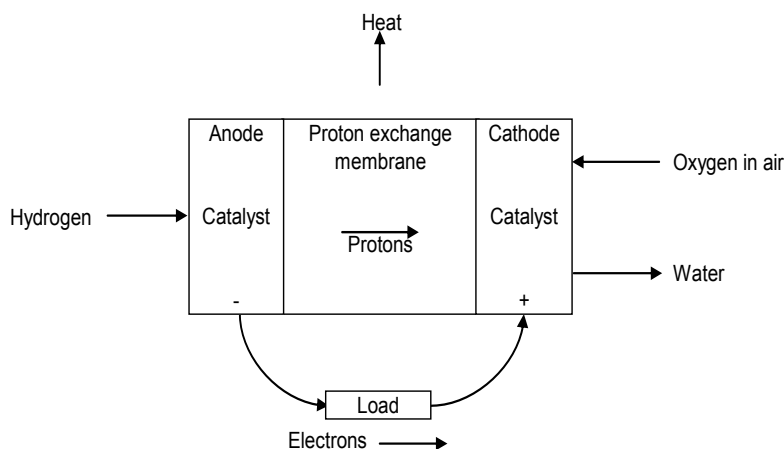 Heat
Anode
Proton exchange
membrane
Cathode
Oxygen in air
Hydrogen
Catalyst
Protons
Catalyst
Water
-
+
Load
Electrons